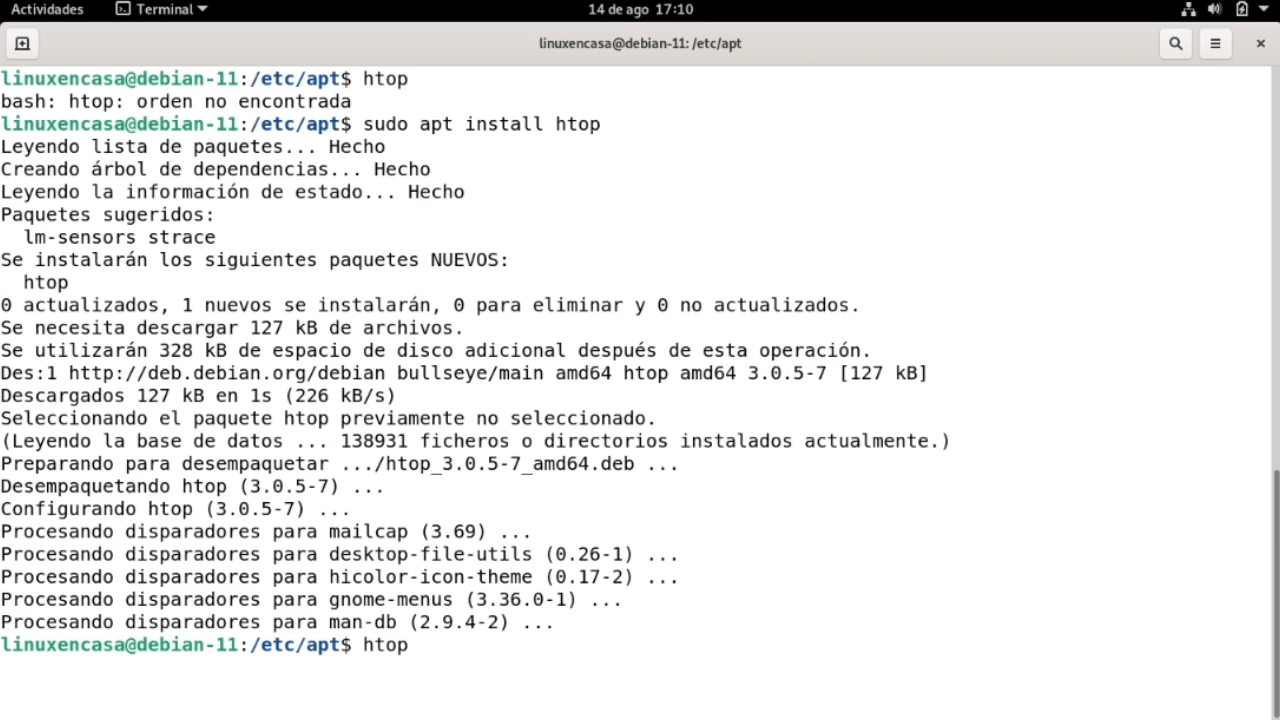 Actividades Terminal 14 de ago 17:10
linuxencasa@debian-11: /etc/apt
linuxencasa@debian-11:/etc/apt$ htop
bash: htop: orden no encontrada
linuxencasa@debian-11:/etc/apt$ sudo apt install htop
Leyendo lista de paquetes... Hecho
Creando árbol de dependencias... Hecho
Leyendo la información de estado... Hecho
Paquetes sugeridos:
  lm-sensors strace
Se instalarán los siguientes paquetes NUEVOS:
  htop
0 actualizados, 1 nuevos se instalarán, 0 para eliminar y 0 no actualizados.
Se necesita descargar 127 kB de archivos.
Se utilizarán 328 kB de espacio de disco adicional después de esta operación.
Des:1 http://deb.debian.org/debian bullseye/main amd64 htop amd64 3.0.5-7 [127 kB]
Descargados 127 kB en 1s (226 kB/s)
Seleccionando el paquete htop previamente no seleccionado.
(Leyendo la base de datos ... 138931 ficheros o directorios instalados actualmente.)
Preparando para desempaquetar .../htop_3.0.5-7_amd64.deb ...
Desempaquetando htop (3.0.5-7) ...
Configurando htop (3.0.5-7) ...
Procesando disparadores para mailcap (3.69) ...
Procesando disparadores para desktop-file-utils (0.26-1) ...
Procesando disparadores para hicolor-icon-theme (0.17-2) ...
Procesando disparadores para gnome-menus (3.36.0-1) ...
Procesando disparadores para man-db (2.9.4-2) ...
linuxencasa@debian-11:/etc/apt$ htop